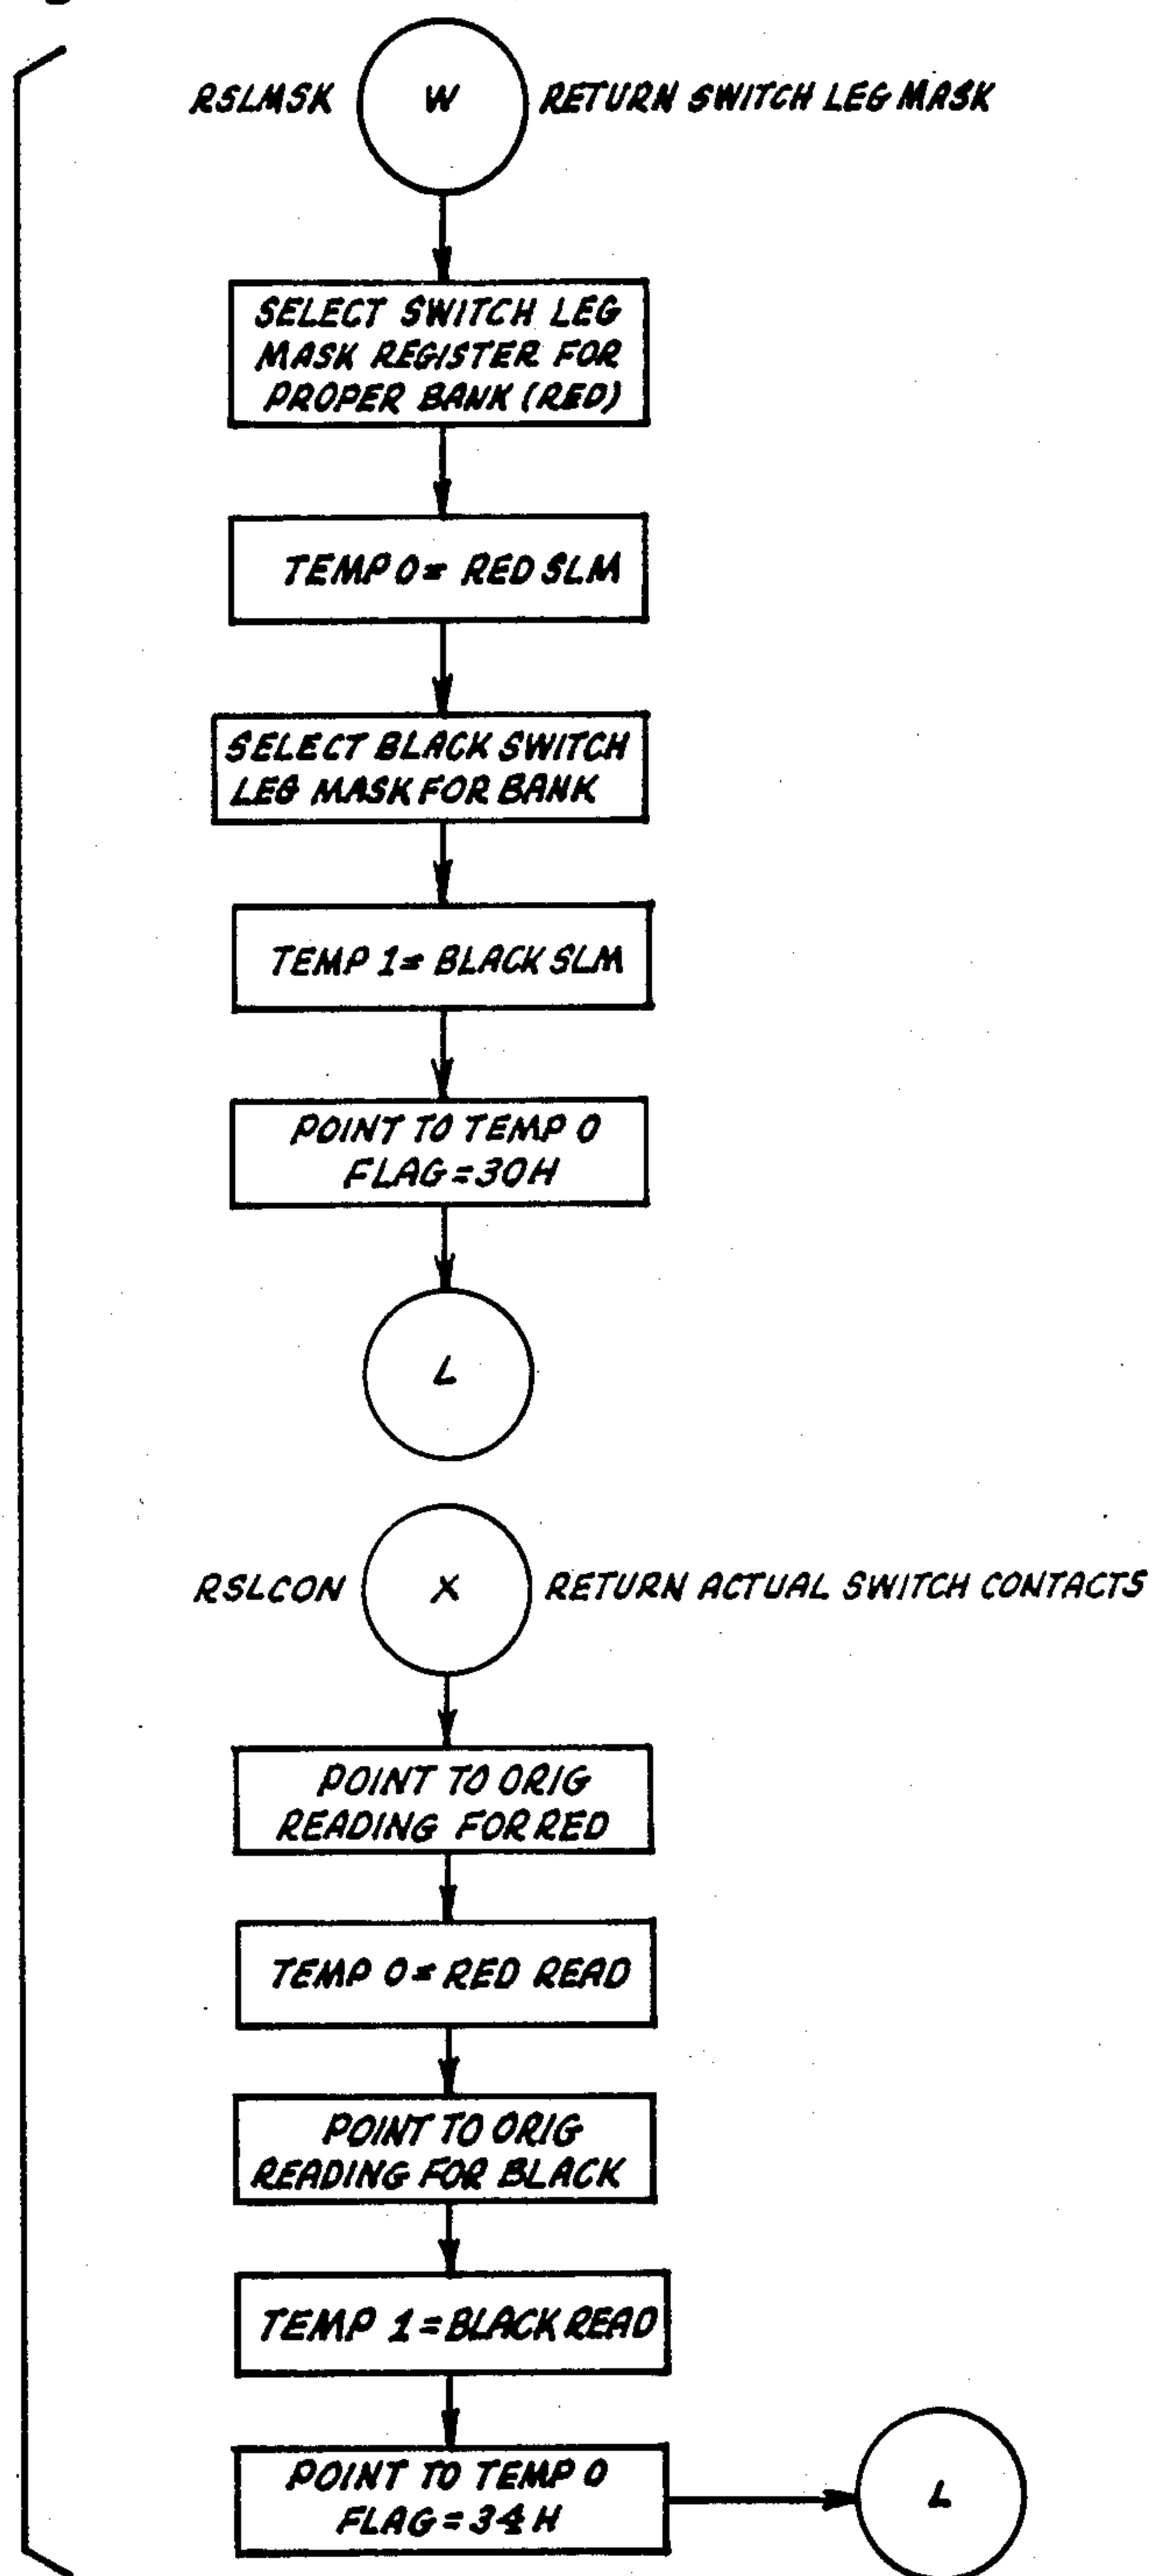 RSLMSK W RETURN SWITCH LEG MASK
SELECT SWITCH LEG
MASK REGISTER FOR
PROPER BANK (RED)
TEMP 0= RED SLM
SELECT BLACK SWITCH
LEG MASK FOR BANK
TEMP 1= BLACK SLM
POINT TO TEMP 0
FLAG=30H
L
RSLCON X RETURN ACTUAL SWITCH CONTACTS
POINT TO ORIG
READING FOR RED
TEMP 0= RED READ
POINT TO ORIG
READING FOR BLACK
TEMP 1=BLACK READ
POINT TO TEMP 0
FLAG=34H
L